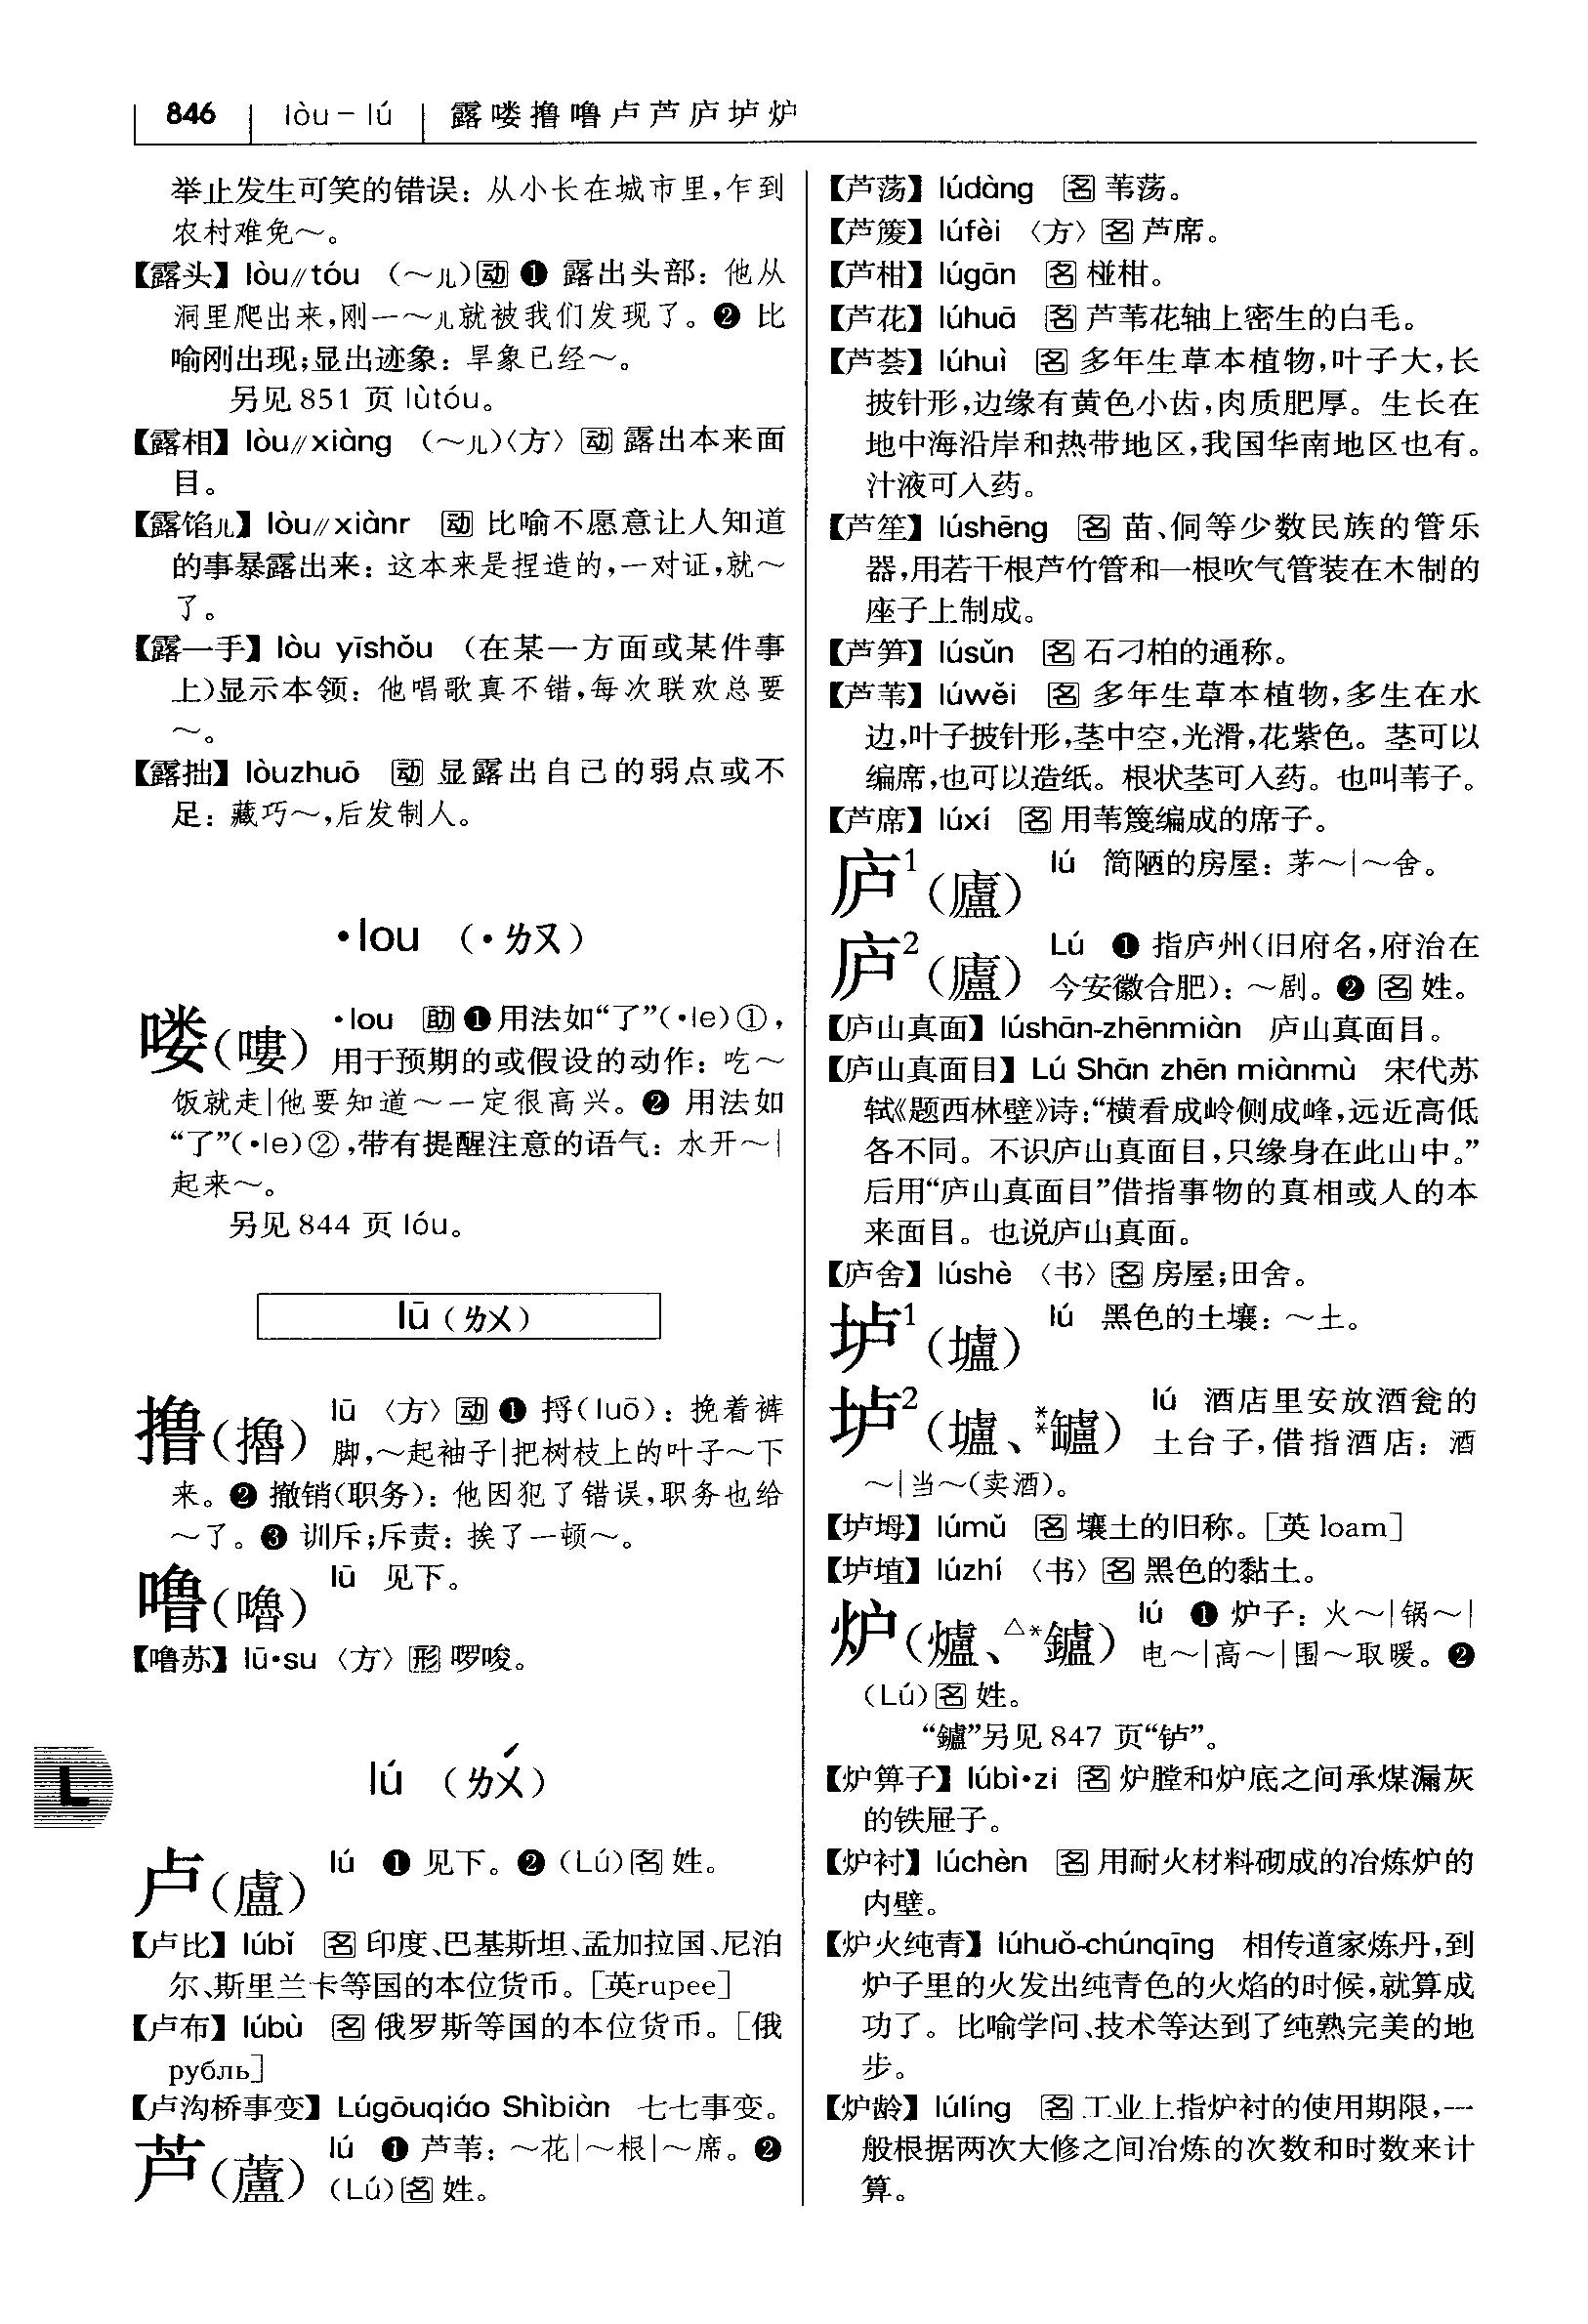 846 lòu－lú 露喽撸噜卢芦庐垆炉
举止发生可笑的错误：从小长在城市里，乍到
农村难免～。
【露头】lòu∥tóu （～儿）[动] ❶ 露出头部：他从
洞里爬出来，刚一～儿就被我们发现了。❷ 比
喻刚出现；显出迹象：旱象已经～。
另见 851 页 lùtóu。
【露相】lòu∥xiàng （～儿）〈方〉[动] 露出本来面
目。
【露馅儿】lòu∥xiànr [动] 比喻不愿意让人知道
的事暴露出来：这本来是捏造的，一对证，就～
了。
【露一手】lòu yīshǒu （在某一方面或某件事
上）显示本领：他唱歌真不错，每次联欢总要
～。
【露拙】lòuzhuō [动] 显露出自己的弱点或不
足：藏巧～，后发制人。
•lou （•ㄌㄡ）
喽（嘍） •lou [助] ❶用法如“了”（•le）①，
用于预期的或假设的动作：吃～
饭就走|他要知道～一定很高兴。❷ 用法如
“了”（•le）②，带有提醒注意的语气：水开～|
起来～。
另见 844 页 lóu。
lū（ㄌㄨ）
撸（擼） lū 〈方〉[动] ❶ 捋（luō）：挽着裤
脚，～起袖子|把树枝上的叶子～下
来。❷ 撤销（职务）：他因犯了错误，职务也给
～了。❸ 训斥；斥责：挨了一顿～。
噜（嚕） lū 见下。
【噜苏】lū•su 〈方〉[形] 啰唆。
L
lú （ㄌㄨˊ）
卢（盧） lú ❶ 见下。❷（Lú）[名] 姓。
【卢比】lúbǐ [名] 印度、巴基斯坦、孟加拉国、尼泊
尔、斯里兰卡等国的本位货币。［英rupee］
【卢布】lúbù [名] 俄罗斯等国的本位货币。［俄
рубль］
【卢沟桥事变】Lúgōuqiáo Shìbiàn 七七事变。
芦（蘆） lú ❶ 芦苇：～花|～根|～席。❷
（Lú）[名] 姓。
【芦荡】lúdàng [名] 苇荡。
【芦䉬】lúfèi 〈方〉[名] 芦席。
【芦柑】lúgān [名] 椪柑。
【芦花】lúhuā [名] 芦苇花轴上密生的白毛。
【芦荟】lúhuì [名] 多年生草本植物，叶子大，长
披针形，边缘有黄色小齿，肉质肥厚。生长在
地中海沿岸和热带地区，我国华南地区也有。
汁液可入药。
【芦笙】lúshēng [名] 苗、侗等少数民族的管乐
器，用若干根芦竹管和一根吹气管装在木制的
座子上制成。
【芦笋】lúsǔn [名] 石刁柏的通称。
【芦苇】lúwěi [名] 多年生草本植物，多生在水
边，叶子披针形，茎中空，光滑，花紫色。茎可以
编席，也可以造纸。根状茎可入药。也叫苇子。
【芦席】lúxí [名] 用苇篾编成的席子。
庐¹（廬） lú 简陋的房屋：茅～|～舍。
庐²（廬） Lú ❶ 指庐州（旧府名，府治在
今安徽合肥）：～剧。❷ [名] 姓。
【庐山真面】lúshān-zhēnmiàn 庐山真面目。
【庐山真面目】Lú Shān zhēn miànmù 宋代苏
轼《题西林壁》诗：“横看成岭侧成峰，远近高低
各不同。不识庐山真面目，只缘身在此山中。”
后用“庐山真面目”借指事物的真相或人的本
来面目。也说庐山真面。
【庐舍】lúshè 〈书〉[名] 房屋；田舍。
垆¹（壚） lú 黑色的土壤：～土。
垆²（壚、**罏） lú 酒店里安放酒瓮的
土台子，借指酒店：酒
～|当～（卖酒）。
【垆坶】lúmǔ [名] 壤土的旧称。［英 loam］
【垆埴】lúzhí 〈书〉[名] 黑色的黏土。
炉（爐、△*鑪） lú ❶ 炉子：火～|锅～|
电～|高～|围～取暖。❷
（Lú）[名] 姓。
“鑪”另见 847 页“铲”。
【炉箅子】lúbì•zi [名] 炉膛和炉底之间承煤漏灰
的铁屉子。
【炉衬】lúchèn [名] 用耐火材料砌成的冶炼炉的
内壁。
【炉火纯青】lúhuǒ-chúnqīng 相传道家炼丹，到
炉子里的火发出纯青色的火焰的时候，就算成
功了。比喻学问、技术等达到了纯熟完美的地
步。
【炉龄】lúlíng [名] 工业上指炉衬的使用期限，一
般根据两次大修之间冶炼的次数和时数来计
算。